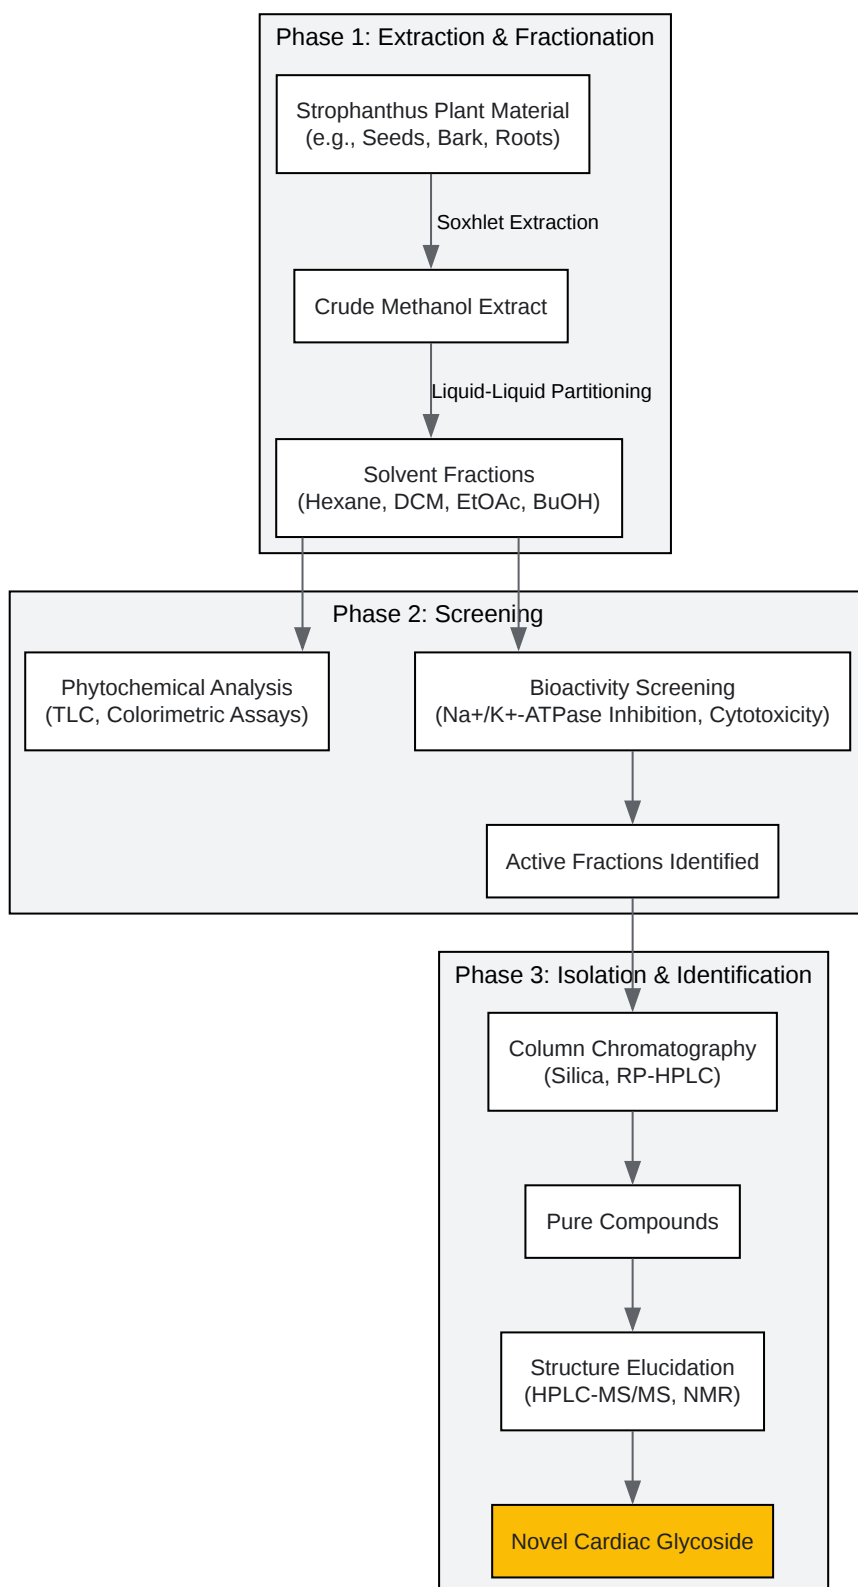 Phase 1: Extraction & Fractionation
Strophanthus Plant Material
(e.g., Seeds, Bark, Roots)
Soxhlet Extraction
Crude Methanol Extract
Liquid-Liquid Partitioning
Solvent Fractions
(Hexane, DCM, EtOAc, BuOH)
Phase 2: Screening
Phytochemical Analysis
(TLC, Colorimetric Assays)
Bioactivity Screening
(Na+/K+-ATPase Inhibition, Cytotoxicity)
Active Fractions Identified
Phase 3: Isolation & Identification
Column Chromatography
(Silica, RP-HPLC)
Pure Compounds
Structure Elucidation
(HPLC-MS/MS, NMR)
Novel Cardiac Glycoside